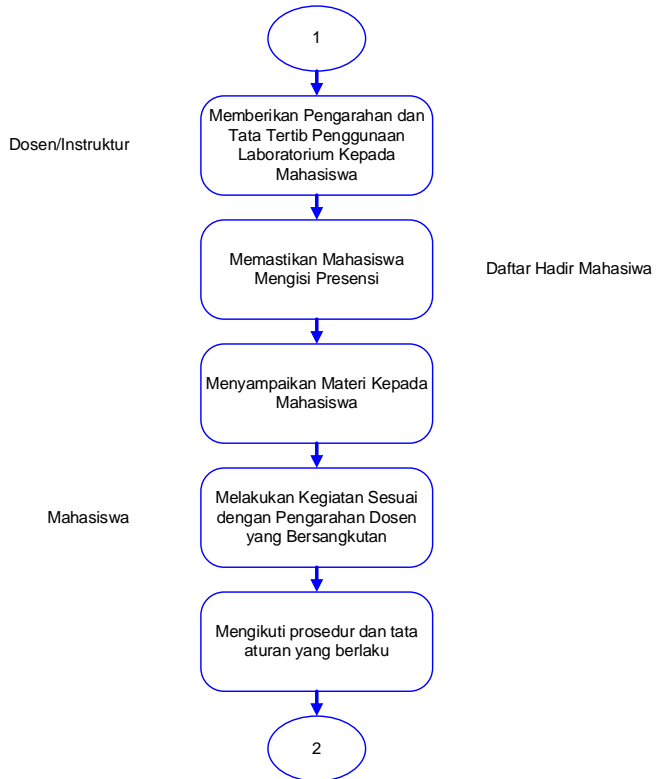 1
Dosen/Instruktur
Memberikan Pengarahan dan
Tata Tertib Penggunaan
Laboratorium Kepada
Mahasiswa
Memastikan Mahasiswa
Mengisi Presensi
Daftar Hadir Mahasiwa
Menyampaikan Materi Kepada
Mahasiswa
Mahasiswa
Melakukan Kegiatan Sesuai
dengan Pengarahan Dosen
yang Bersangkutan
Mengikuti prosedur dan tata
aturan yang berlaku
2